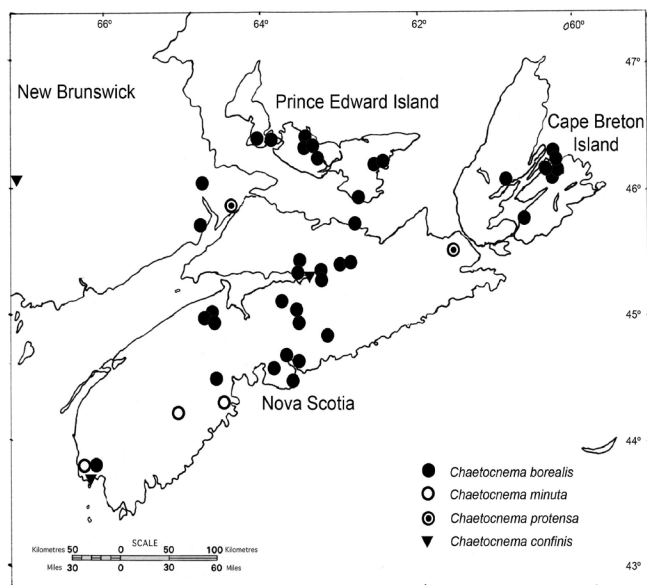 66° 64° 62° 60°
47°
New Brunswick
Prince Edward Island
Cape Breton
Island
46°
45°
Nova Scotia
44°
Chaetocnema borealis
Chaetocnema minuta
Chaetocnema protensa
Chaetocnema confinis
SCALE
Kilometres 50 0 50 100 Kilometres
Miles 30 0 30 60 Miles
43°